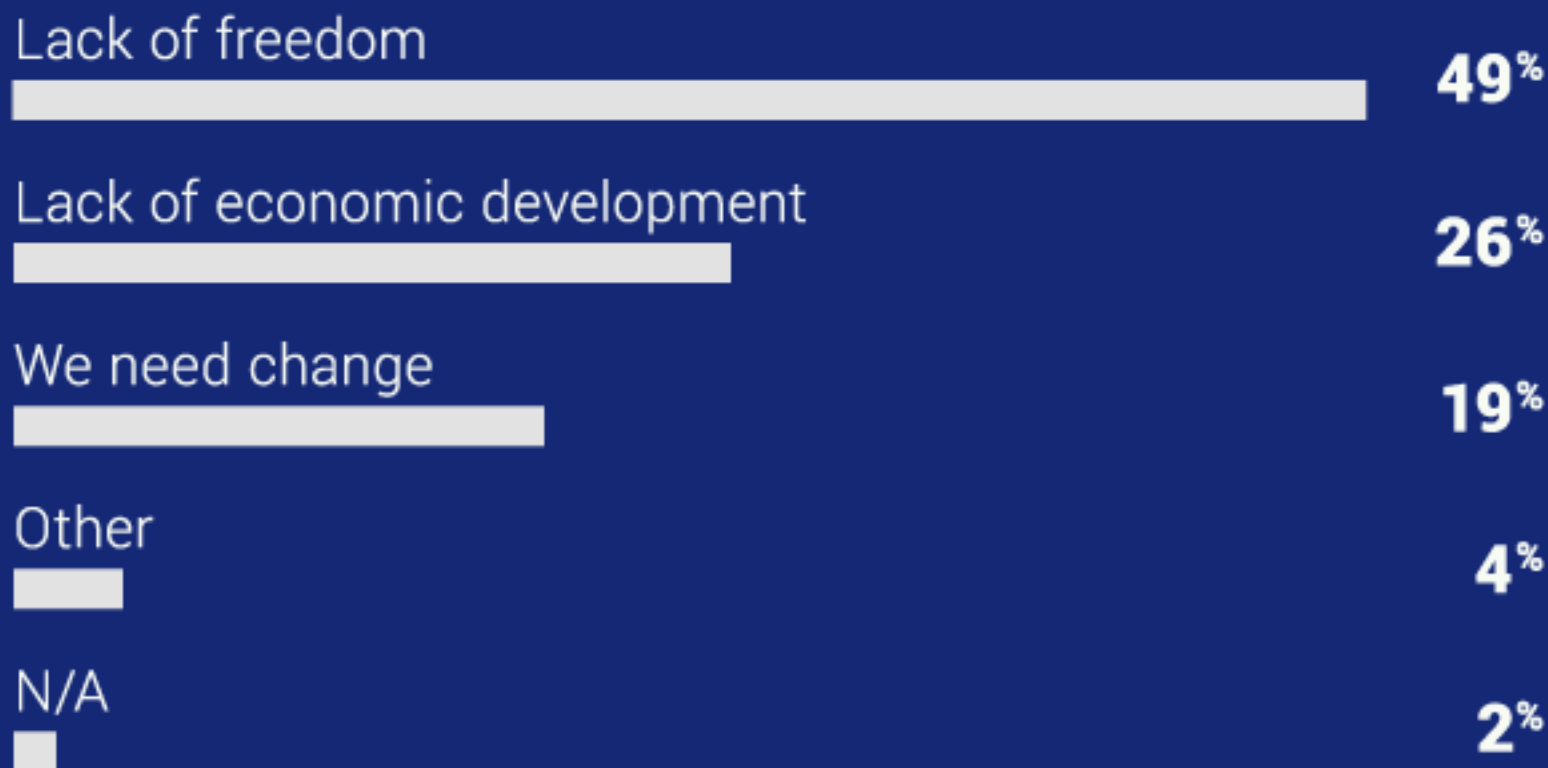 Lack of freedom
49%
Lack of economic development
26%
We need change
19%
Other
4%
N/A
2%